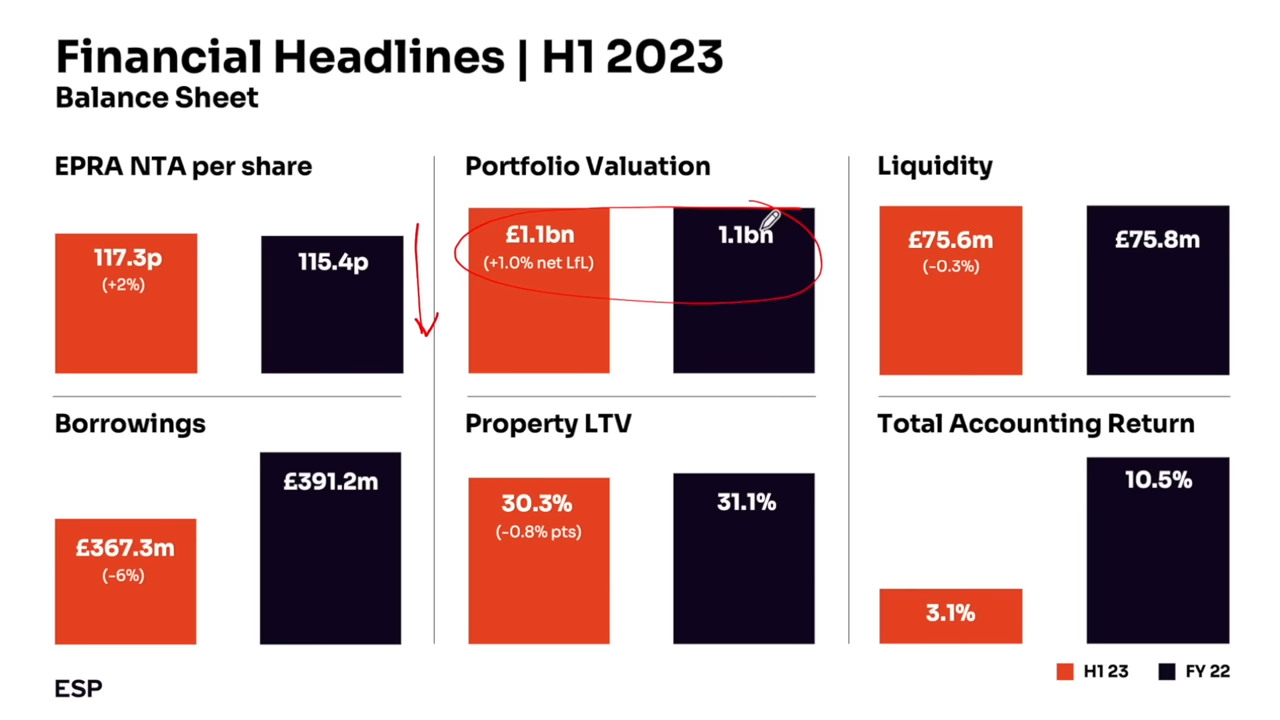 Financial Headlines | H1 2023
Balance Sheet
EPRA NTA per share
117.3p
(+2%)
115.4p
Portfolio Valuation
£1.1bn
(+1.0% net LfL)
1.1bn
Liquidity
£75.6m
(-0.3%)
£75.8m
Borrowings
£367.3m
(-6%)
£391.2m
Property LTV
30.3%
(-0.8% pts)
31.1%
Total Accounting Return
3.1%
10.5%
H1 23
FY 22
ESP